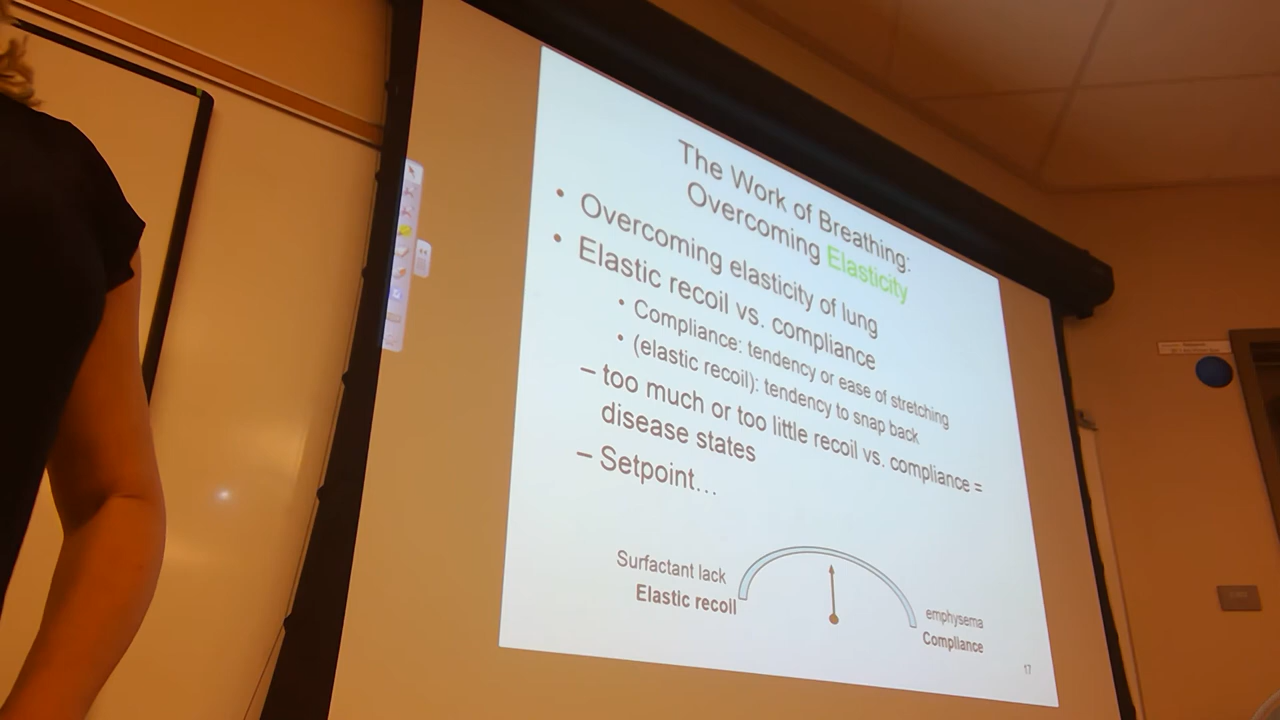 The Work of Breathing:
Overcoming Elasticity
• Overcoming elasticity of lung
• Elastic recoil vs. compliance
• Compliance: tendency or ease of stretching
• (elastic recoil): tendency to snap back
– too much or too little recoil vs. compliance =
disease states
– Setpoint…
Surfactant lack
Elastic recoil
emphysema
Compliance
17